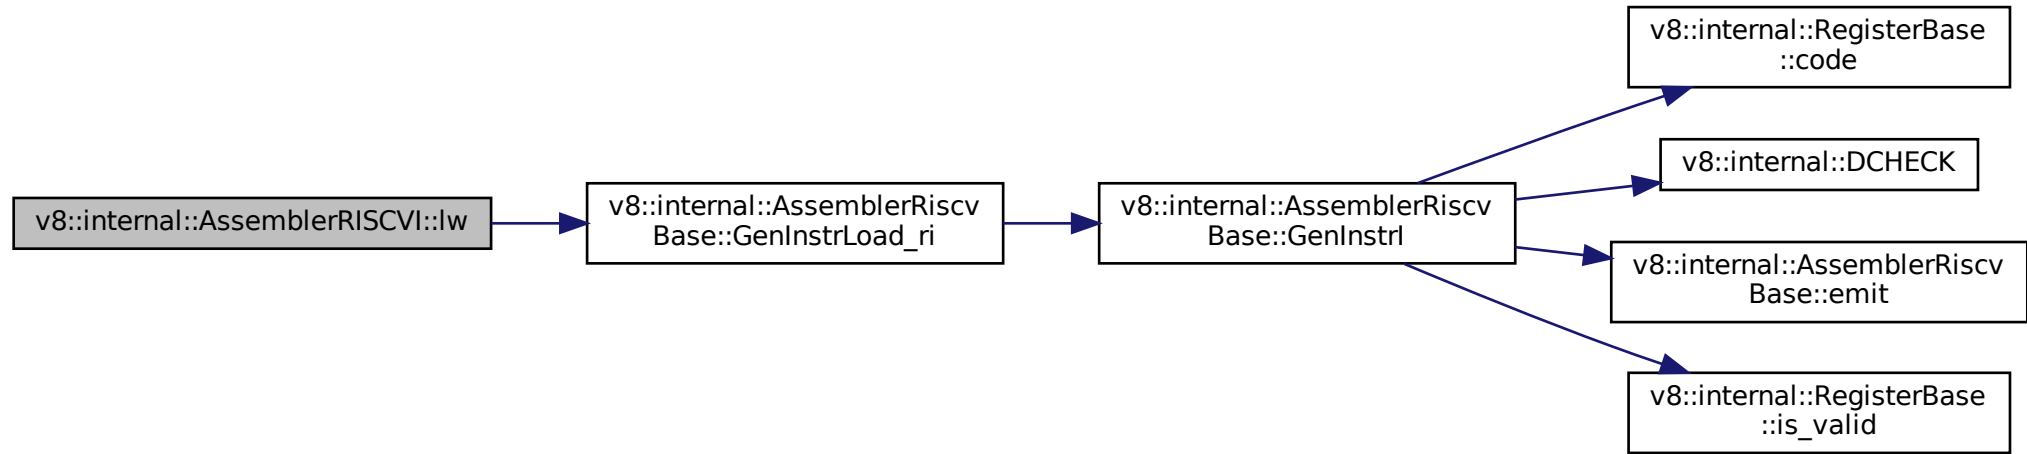 v8::internal::AssemblerRISCVI::lw
v8::internal::AssemblerRiscv
Base::GenInstrLoad_ri
v8::internal::AssemblerRiscv
Base::GenInstrI
v8::internal::RegisterBase
::code
v8::internal::DCHECK
v8::internal::AssemblerRiscv
Base::emit
v8::internal::RegisterBase
::is_valid